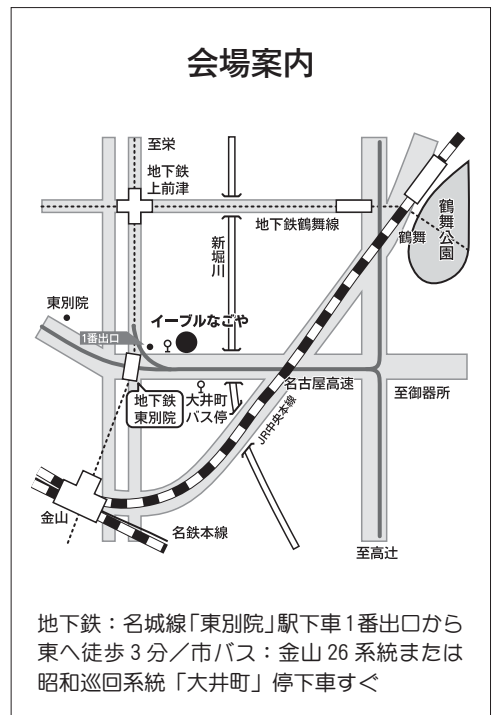 会場案内
至栄
地下鉄
上前津
地下鉄鶴舞線
鶴舞
鶴舞公園
新堀川
東別院
1番出口
イーブルなごや
地下鉄
東別院
大井町
バス停
名古屋高速
至御器所
JR中央本線
金山
名鉄本線
至高辻
地下鉄：名城線「東別院」駅下車1番出口から
東へ徒歩3分／市バス：金山26系統または
昭和巡回系統「大井町」停下車すぐ